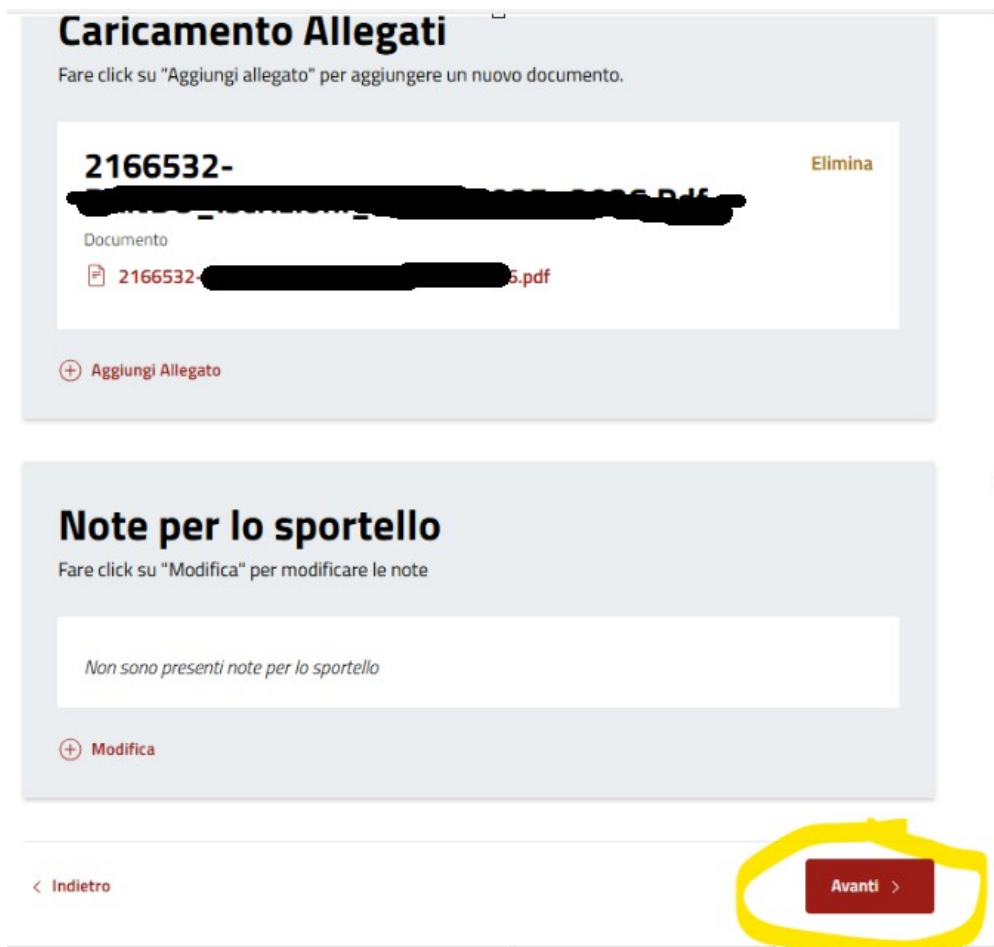 Caricamento Allegati
Fare click su "Aggiungi allegato" per aggiungere un nuovo documento.
2166532-
Elimina
Documento
2166532- 6.pdf
Aggiungi Allegato
Note per lo sportello
Fare click su "Modifica" per modificare le note
Non sono presenti note per lo sportello
Modifica
Indietro
Avanti